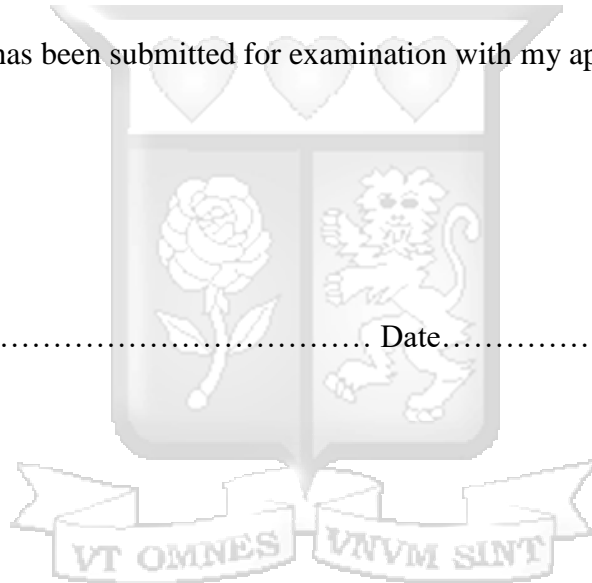 has been submitted for examination with my ap
………………………………… Date……………
VT OMNES VNVM SINT